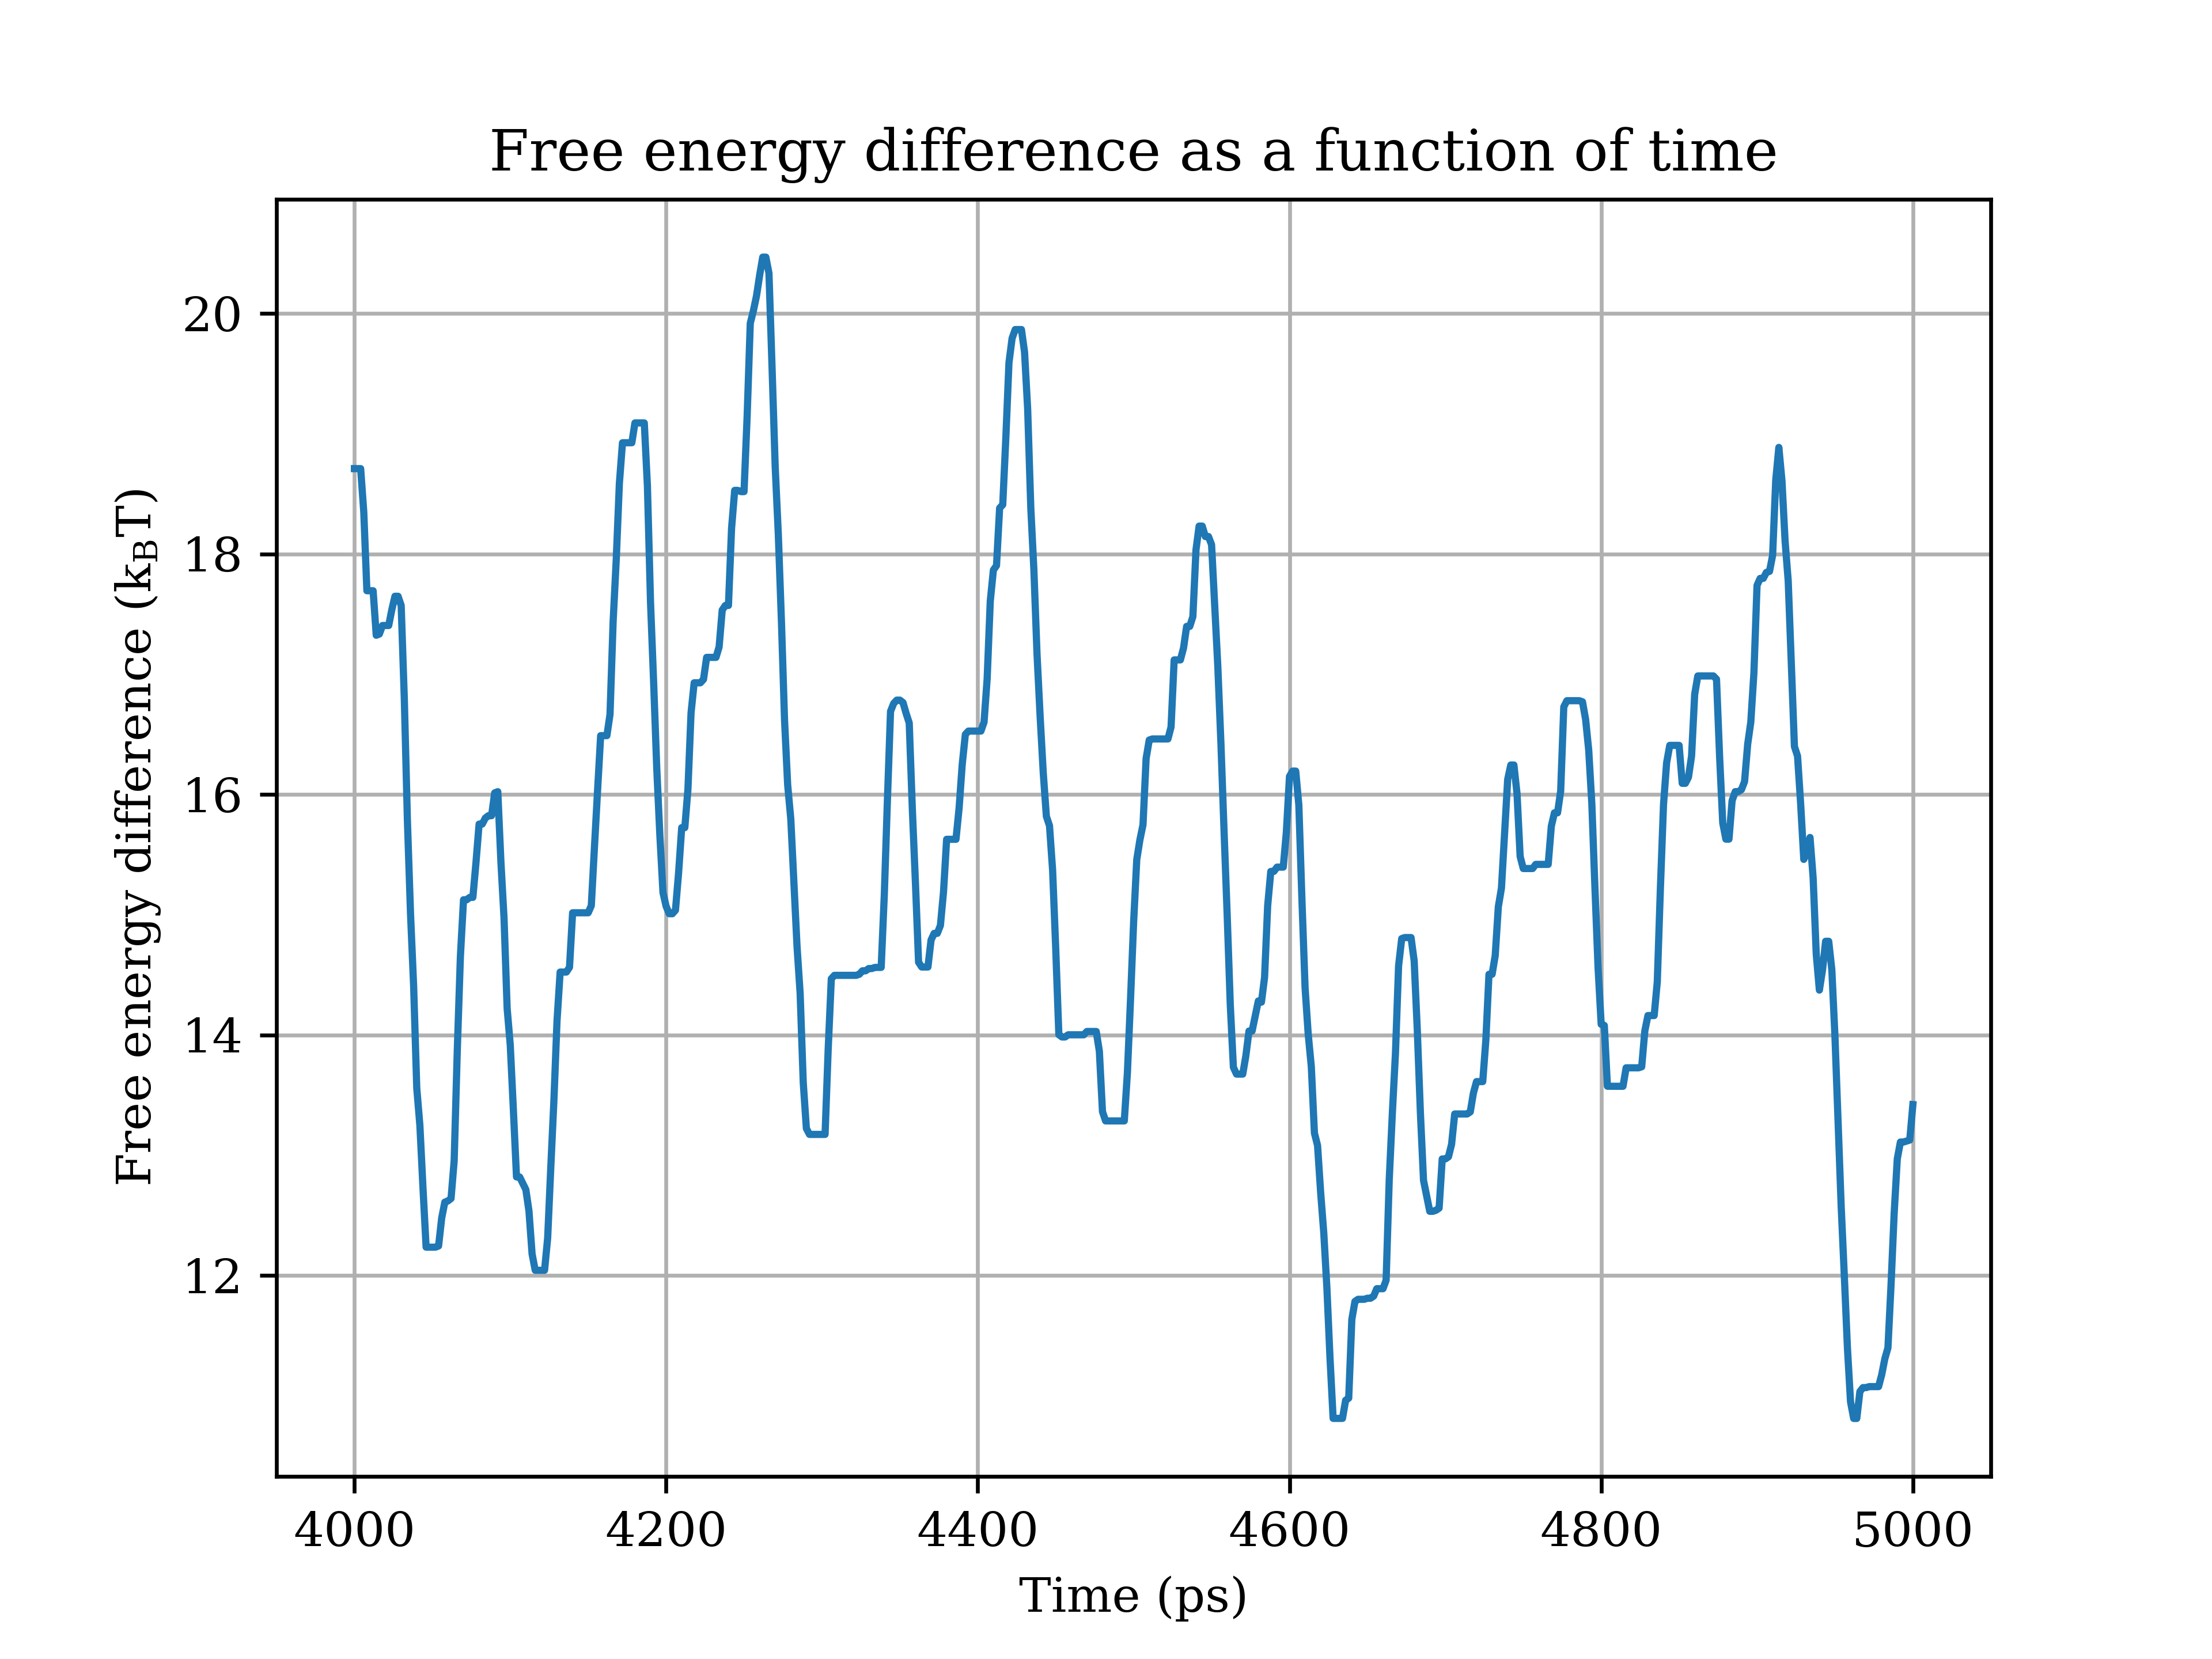 Free energy difference as a function of time
Free energy difference (k_BT)
20
18
16
14
12
4000 4200 4400 4600 4800 5000
Time (ps)